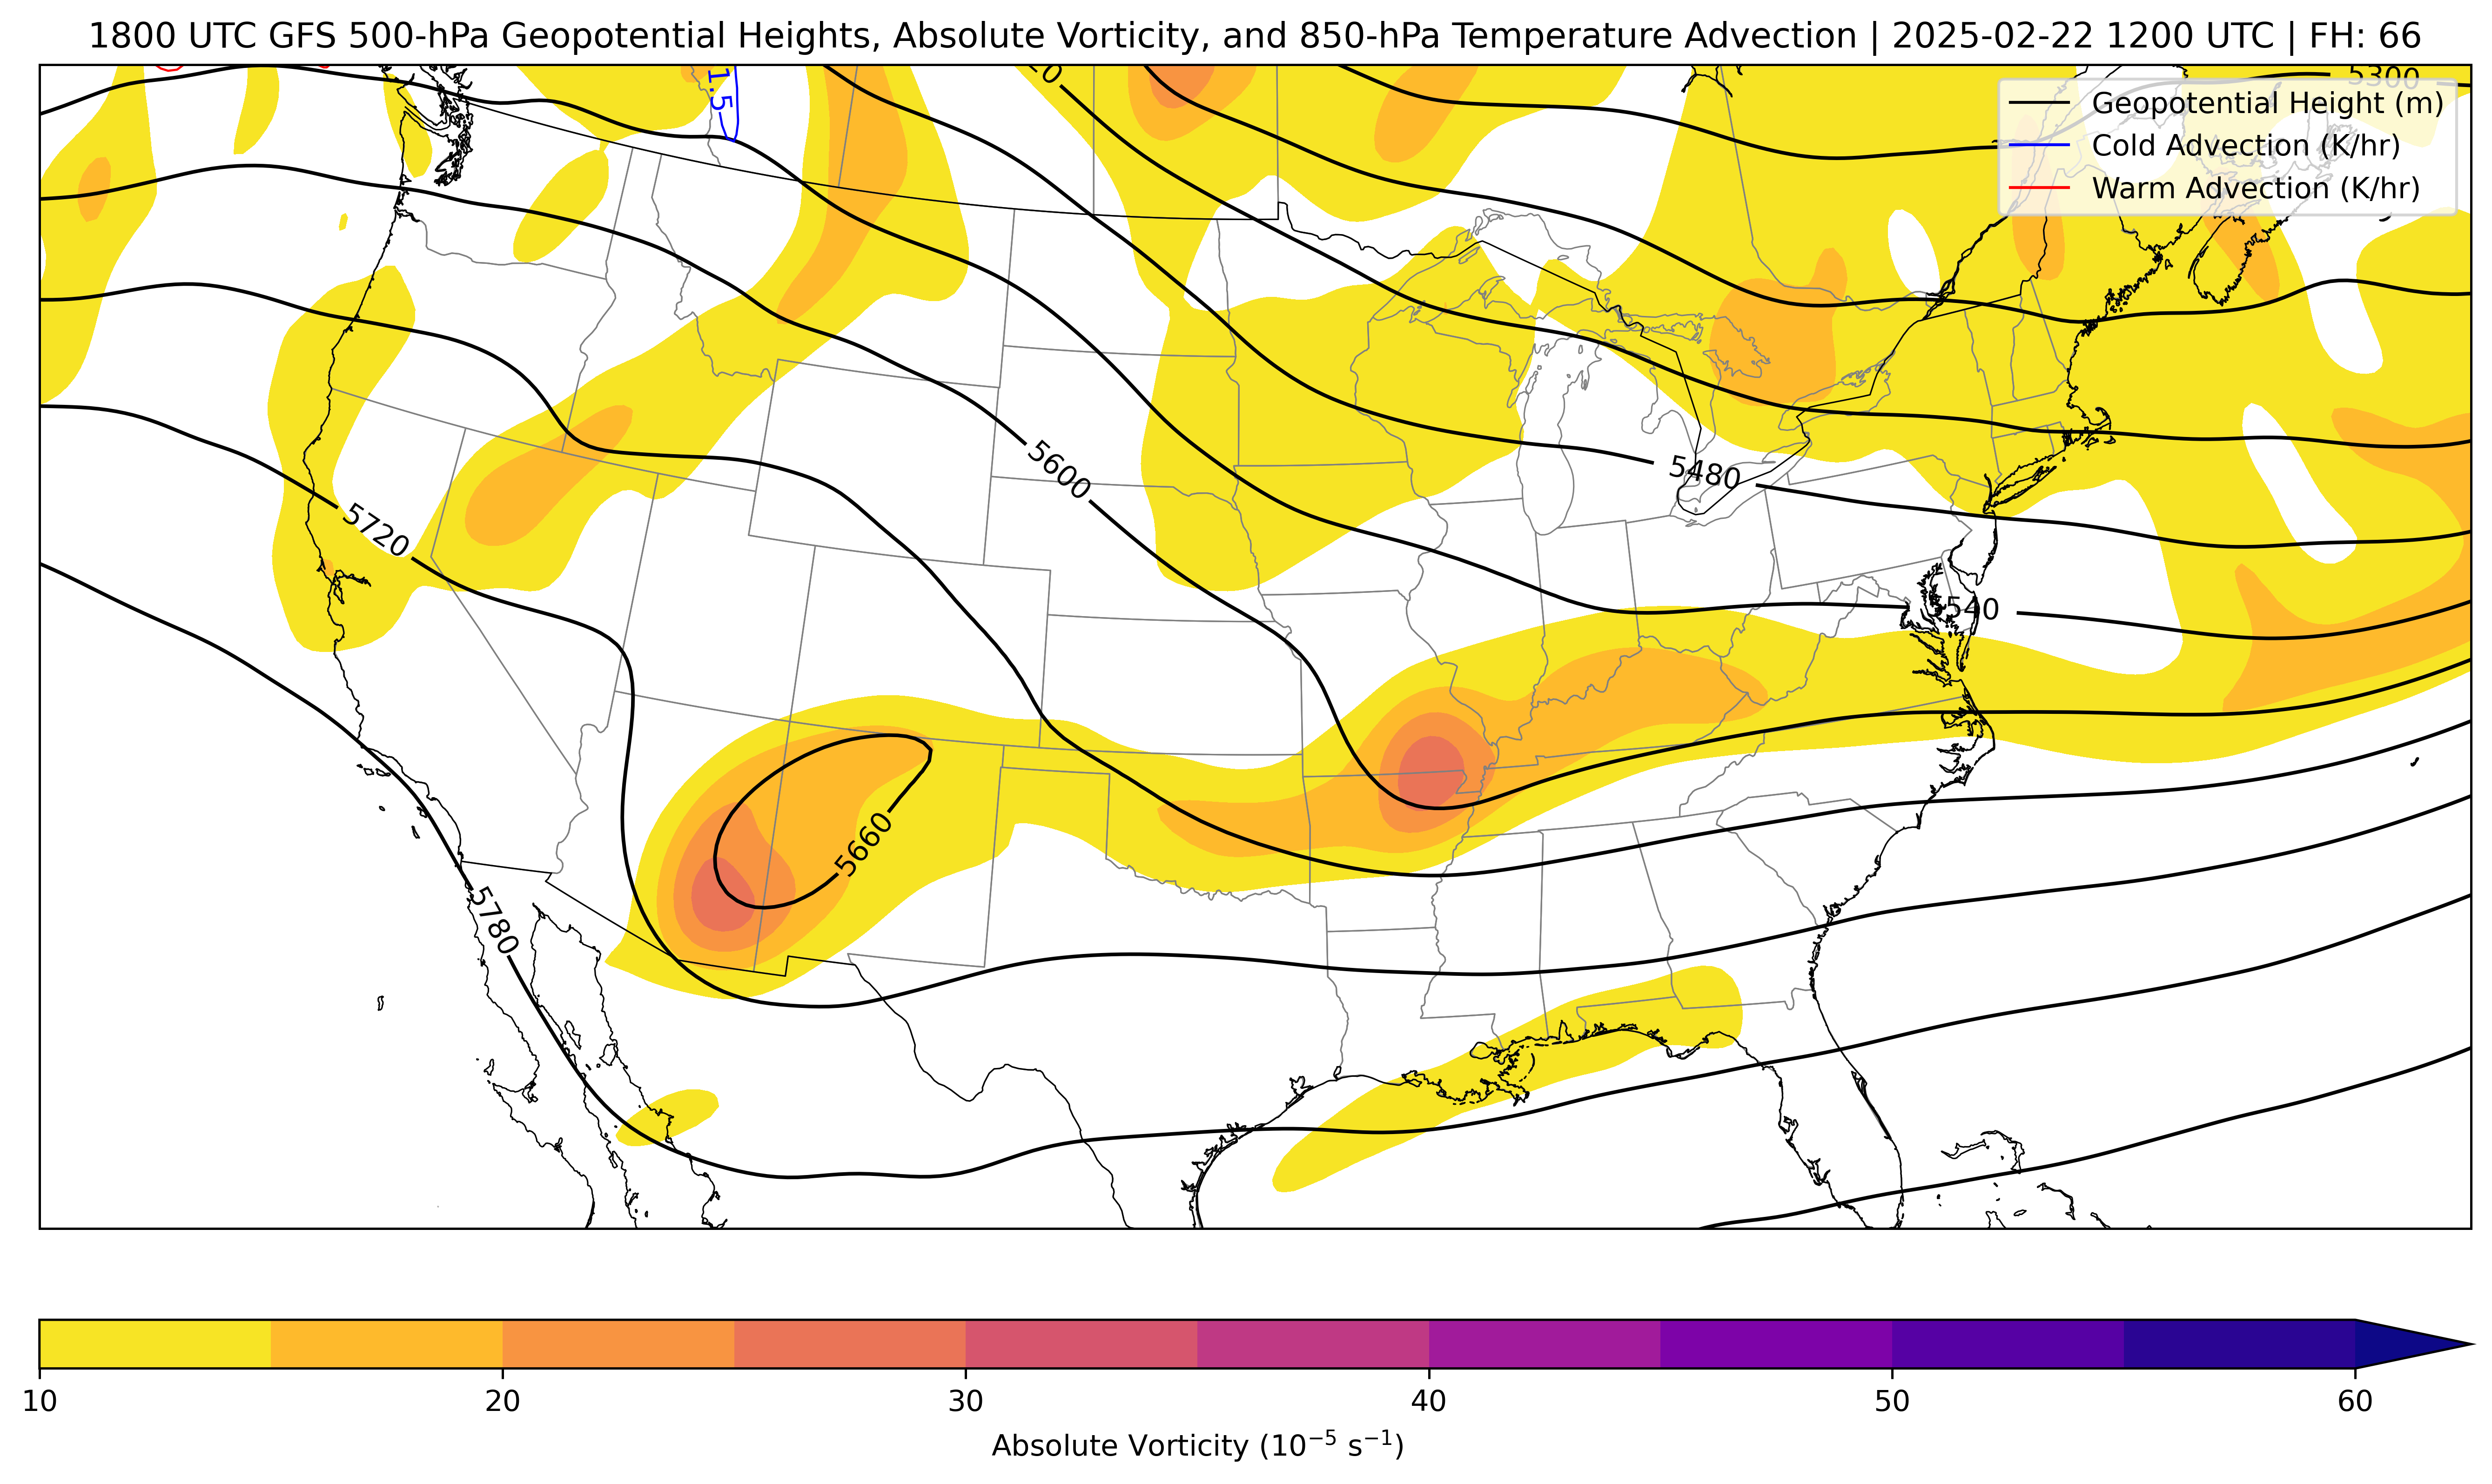 1800 UTC GFS 500-hPa Geopotential Heights, Absolute Vorticity, and 850-hPa Temperature Advection | 2025-02-22 1200 UTC | FH: 66
1.5
5300
Geopotential Height (m)
Cold Advection (K/hr)
Warm Advection (K/hr)
5600
5480
5720
5660
5780
10 20 30 40 50 60
Absolute Vorticity (10⁻⁵ s⁻¹)